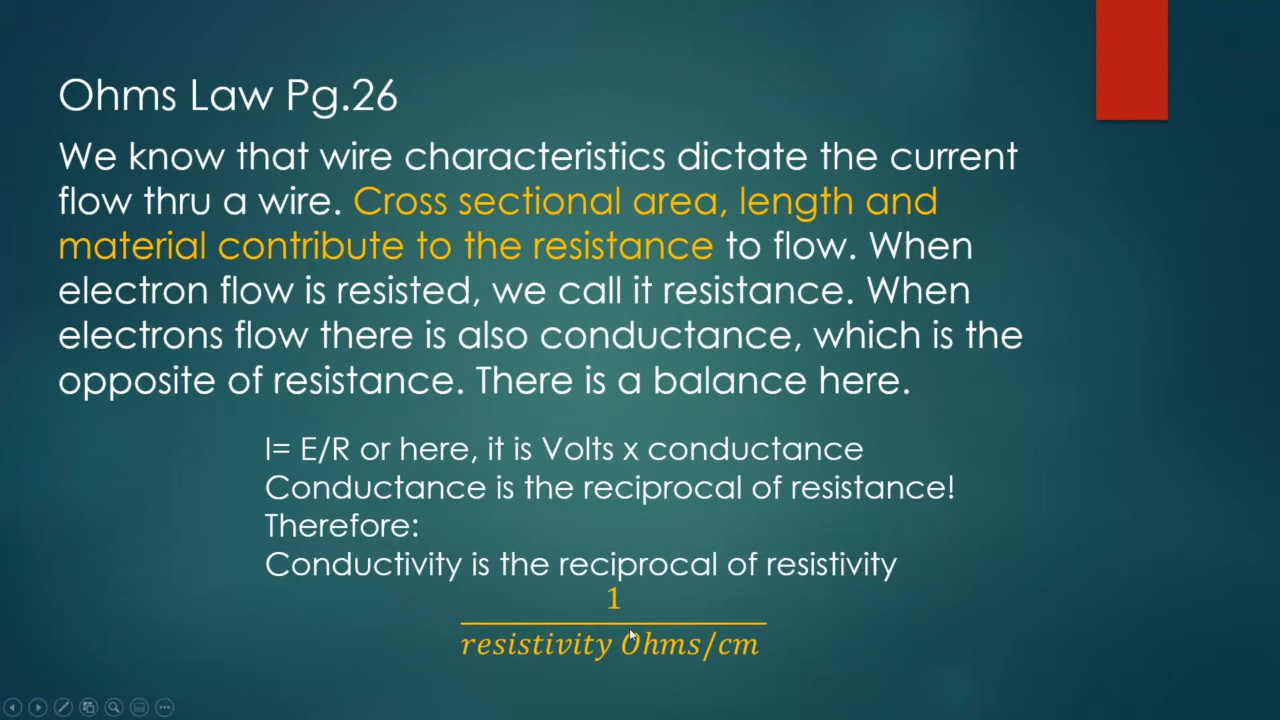 Ohms Law Pg.26
We know that wire characteristics dictate the current
flow thru a wire. Cross sectional area, length and
material contribute to the resistance to flow. When
electron flow is resisted, we call it resistance. When
electrons flow there is also conductance, which is the
opposite of resistance. There is a balance here.
I= E/R or here, it is Volts x conductance
Conductance is the reciprocal of resistance!
Therefore:
Conductivity is the reciprocal of resistivity
1
resistivity Ohms/cm